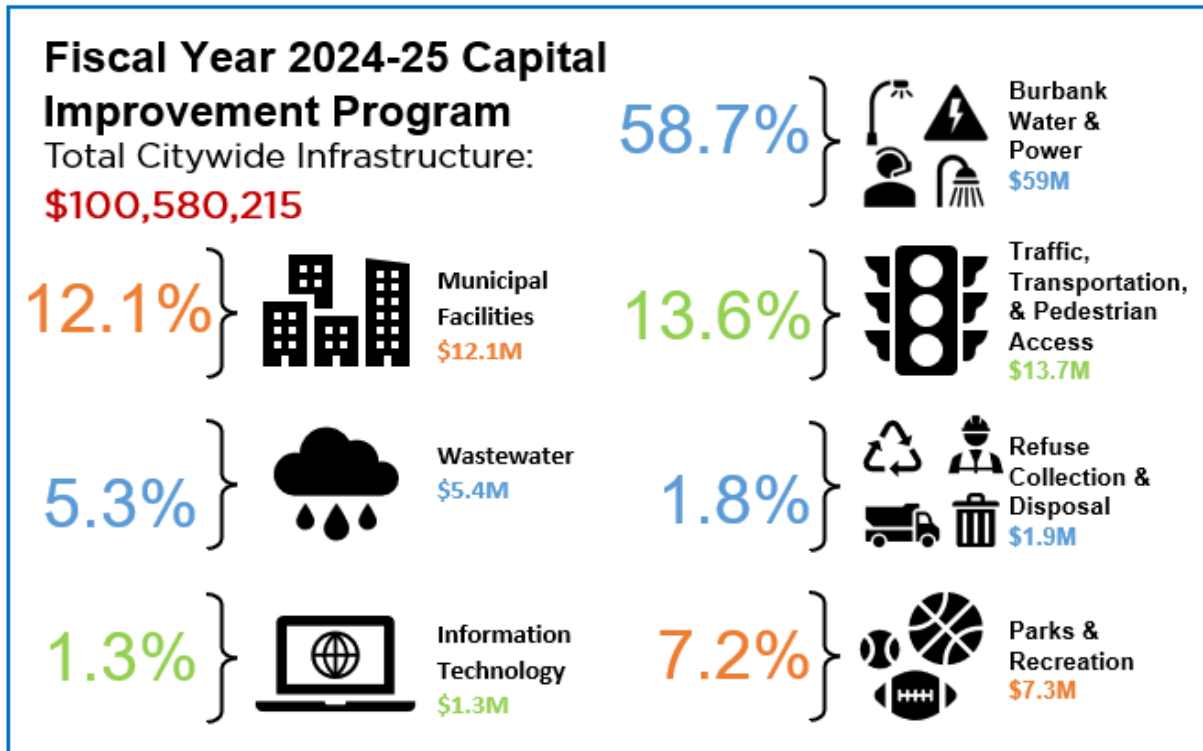 Fiscal Year 2024-25 Capital
Improvement Program
Total Citywide Infrastructure:
$100,580,215
58.7%
Burbank
Water &
Power
$59M
12.1%
Municipal
Facilities
$12.1M
13.6%
Traffic,
Transportation,
& Pedestrian
Access
$13.7M
5.3%
Wastewater
$5.4M
1.8%
Refuse
Collection &
Disposal
$1.9M
1.3%
Information
Technology
$1.3M
7.2%
Parks &
Recreation
$7.3M